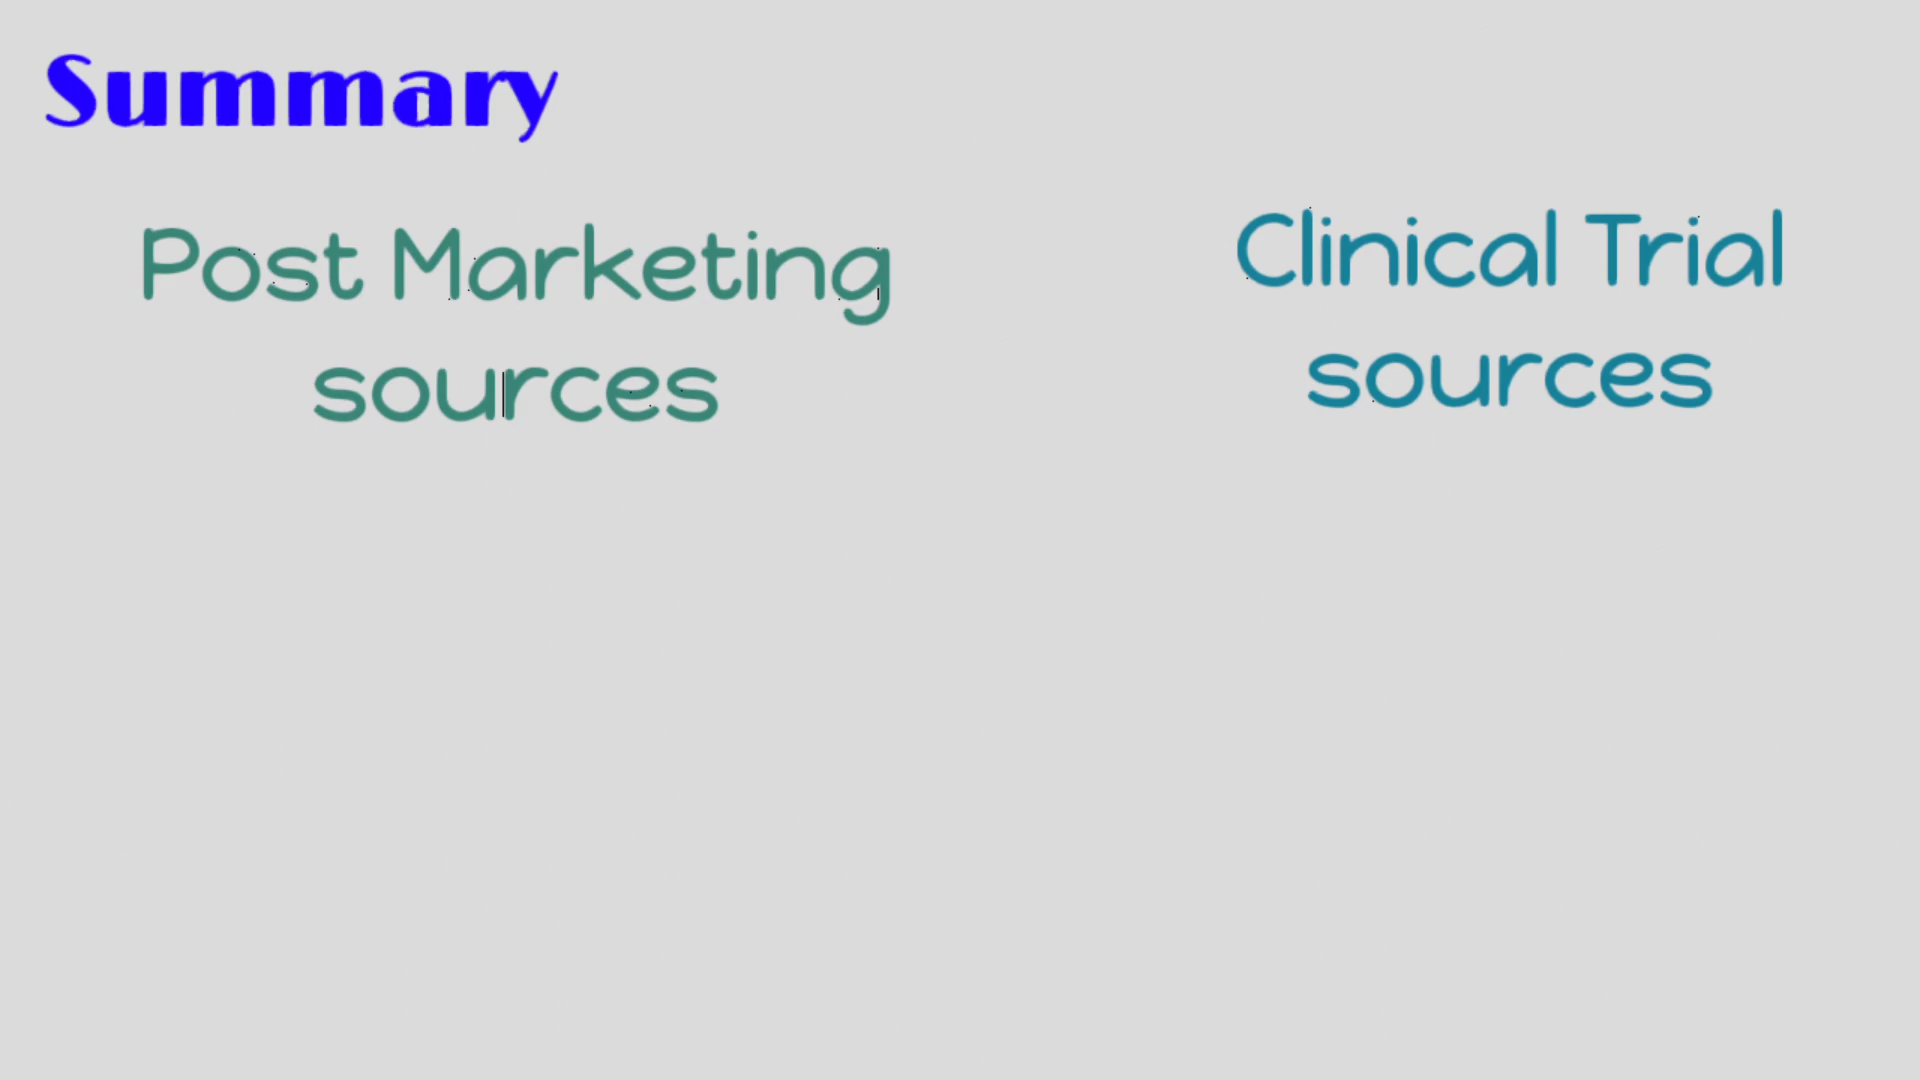 Summary
Post Marketing
sources
Clinical Trial
sources